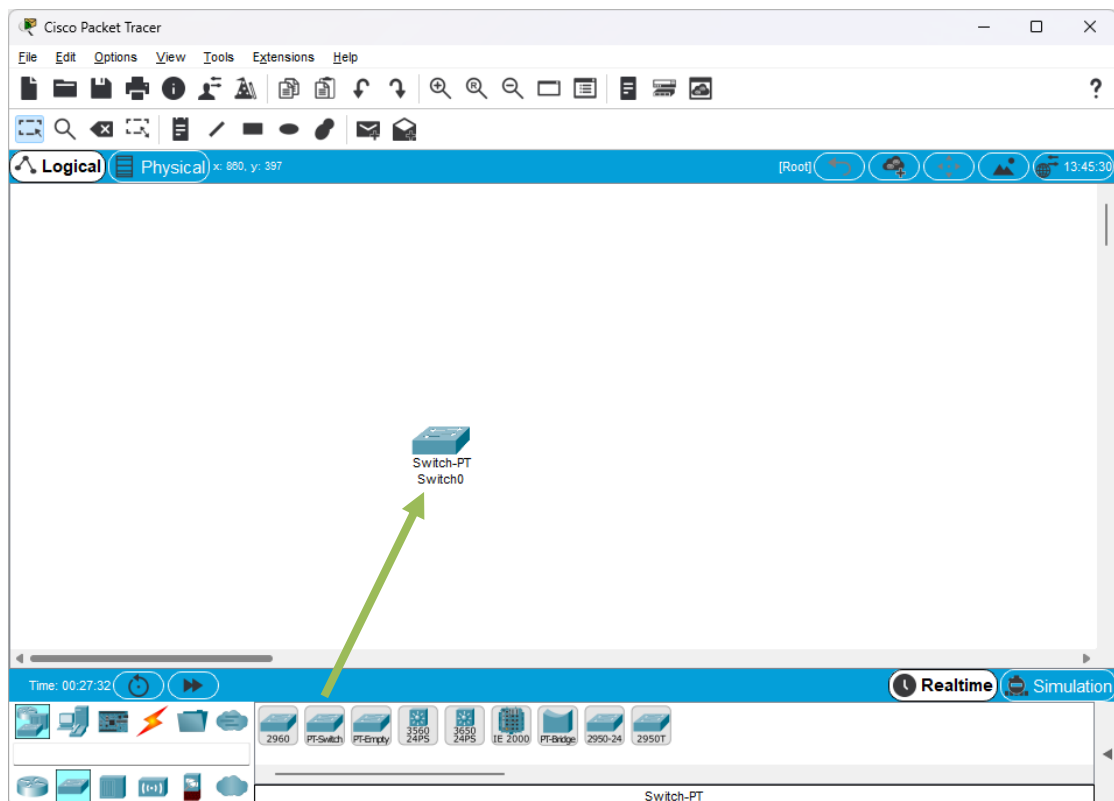 Cisco Packet Tracer
File Edit Options View Tools Extensions Help
?
Logical Physical x: 860, y: 397 [Root] 13:45:30
Switch-PT
Switch0
Time: 00:27:32 Realtime Simulation
2960 PT-Switch PT-Empty 3560 24PS 3650 24PS IE 2000 PT-Bridge 2950-24 2950T
Switch-PT